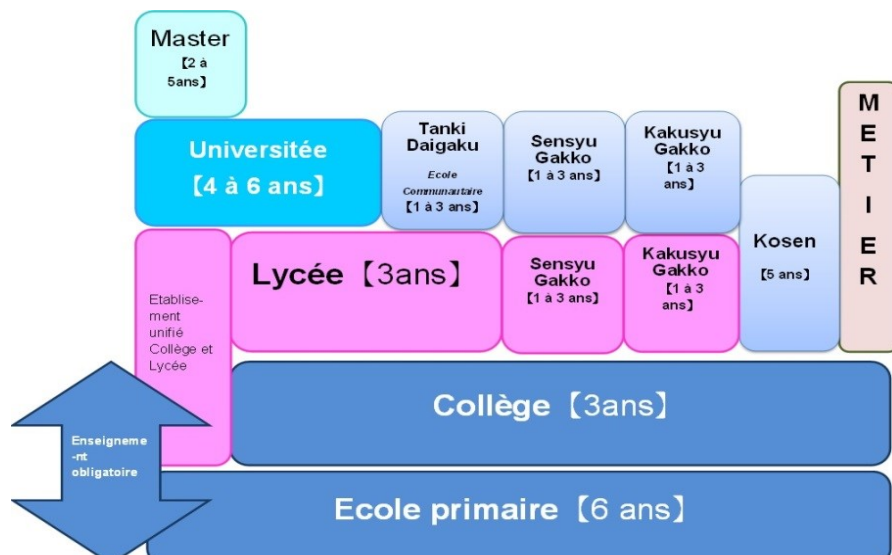 Master
【2 à
5ans】
Universitée
【4 à 6 ans】
Tanki
Daigaku
Ecole
Communautaire
【1 à 3 ans】
Sensyu
Gakko
【1 à 3 ans】
Kakusyu
Gakko
【1 à 3
ans】
M
E
T
I
E
R
Kosen
【5 ans】
Etablise-
ment
unifié
Collège et
Lycée
Lycée【3ans】
Sensyu
Gakko
【1 à 3 ans】
Kakusyu
Gakko
【1 à 3
ans】
Enseigneme
-nt
obligatoire
Collège【3ans】
Ecole primaire【6 ans】